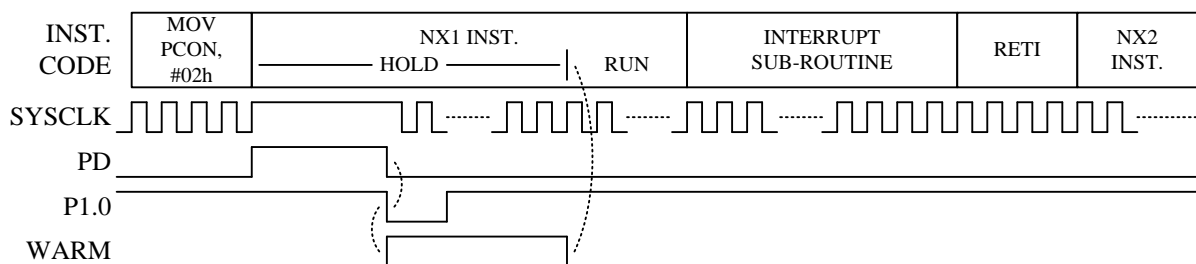 INST.
CODE
MOV
PCON,
#02h
NX1 INST.
HOLD
RUN
INTERRUPT
SUB-ROUTINE
RETI
NX2
INST.
SYSCLK
PD
P1.0
WARM